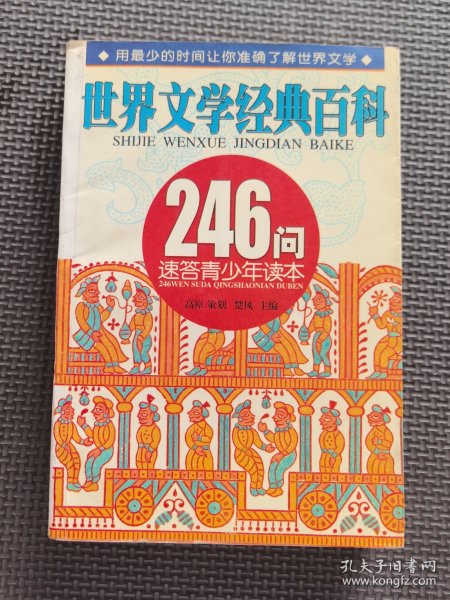 ◆ 用最少的时间让你准确了解世界文学 ◆
世界文学经典百科
SHIJIE WENXUE JINGDIAN BAIKE
246问
速答青少年读本
246WEN SUDA QINGSHAONIAN DUBEN
高原 策划 楚风 主编
孔夫子旧书网
www.kongfz.com